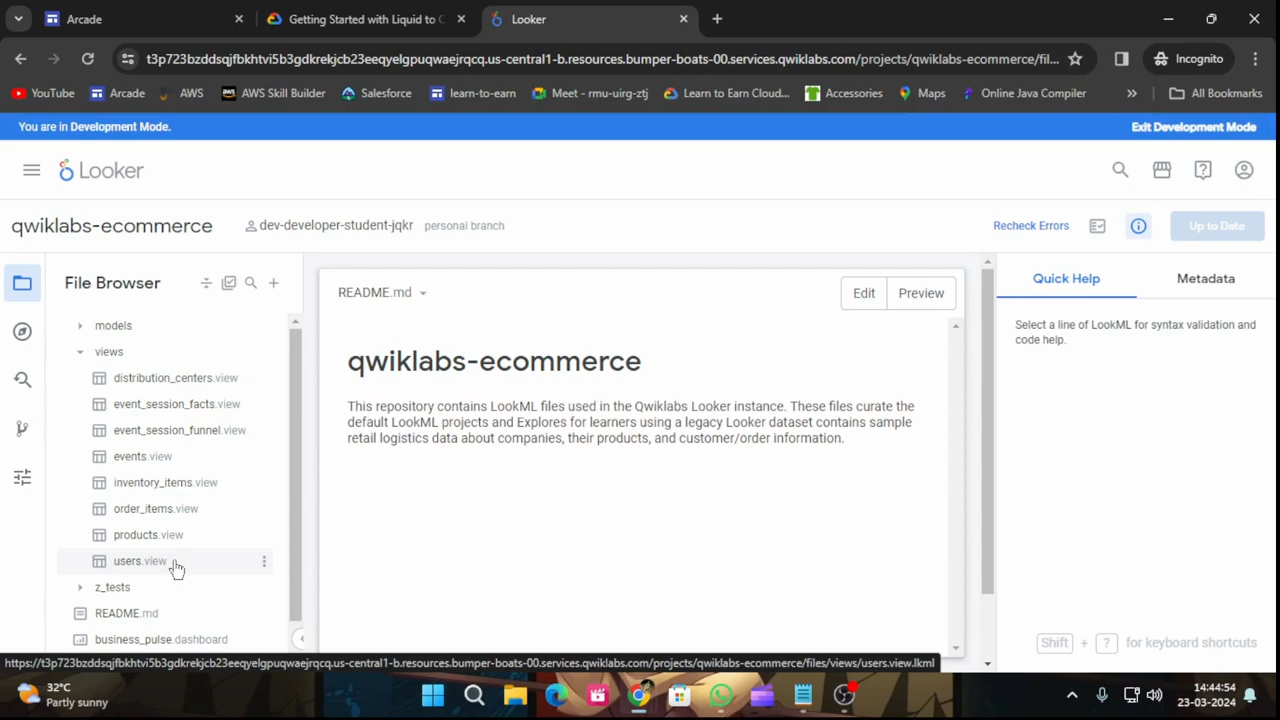 Arcade
Getting Started with Liquid to C
Looker
t3p723bzddsqjfbkhtvi5b3gdkrekjcb23eeqyelgpuqwaejrqcq.us-central1-b.resources.bumper-boats-00.services.qwiklabs.com/projects/qwiklabs-ecommerce/fil...
Incognito
YouTube
Arcade
AWS
AWS Skill Builder
Salesforce
learn-to-earn
Meet - rmu-uirg-ztj
Learn to Earn Cloud...
Accessories
Maps
Online Java Compiler
All Bookmarks
You are in Development Mode.
Exit Development Mode
Looker
qwiklabs-ecommerce
dev-developer-student-jqkr
personal branch
Recheck Errors
Up to Date
File Browser
README.md
Edit
Preview
Quick Help
Metadata
models
views
distribution_centers.view
event_session_facts.view
event_session_funnel.view
events.view
inventory_items.view
order_items.view
products.view
users.view
z_tests
README.md
business_pulse.dashboard
qwiklabs-ecommerce
This repository contains LookML files used in the Qwiklabs Looker instance. These files curate the
default LookML projects and Explores for learners using a legacy Looker dataset contains sample
retail logistics data about companies, their products, and customer/order information.
Select a line of LookML for syntax validation and
code help.
Shift + ? for keyboard shortcuts
https://t3p723bzddsqjfbkhtvi5b3gdkrekjcb23eeqyelgpuqwaejrqcq.us-central1-b.resources.bumper-boats-00.services.qwiklabs.com/projects/qwiklabs-ecommerce/files/views/users.view.lkml
32°C
Partly sunny
14:44:54
23-03-2024